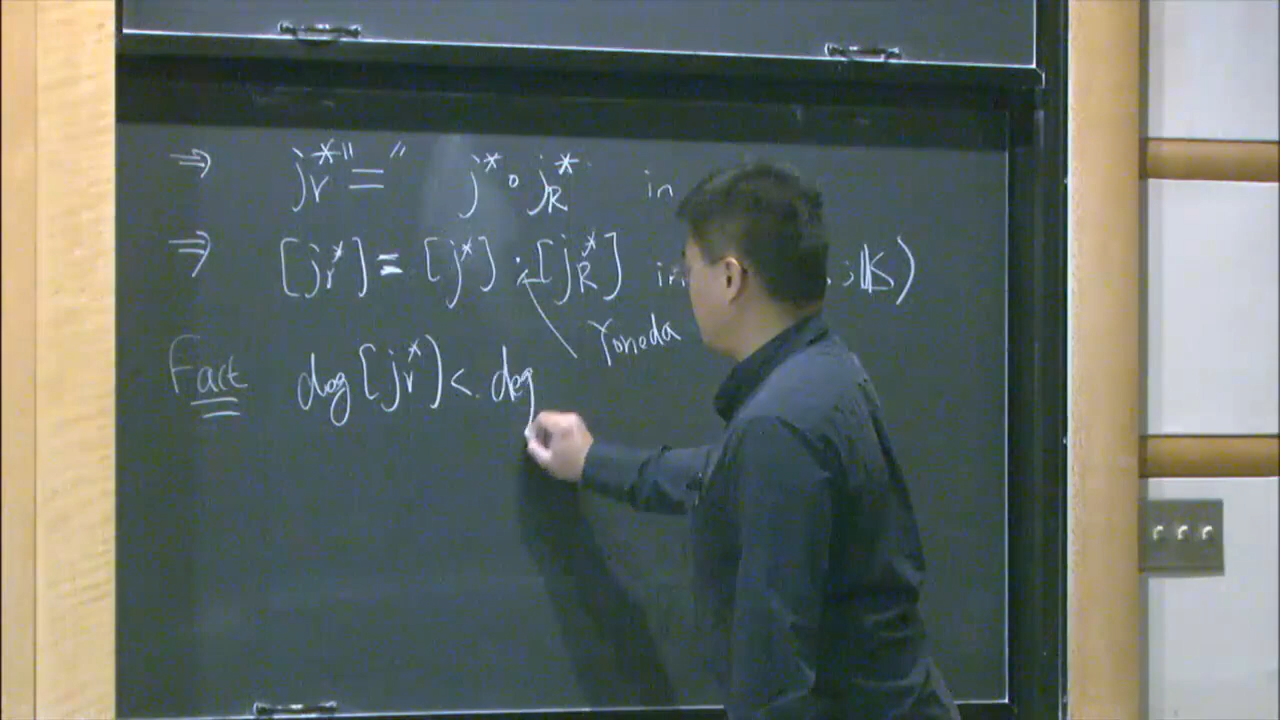 ⇒ j_r^* "=" j^* ∘ j_R^* in
⇒ [j_r^*] = [j^*] · [j_R^*] in ; 𝕂)
Yoneda
Fact deg [j_r^*] < deg